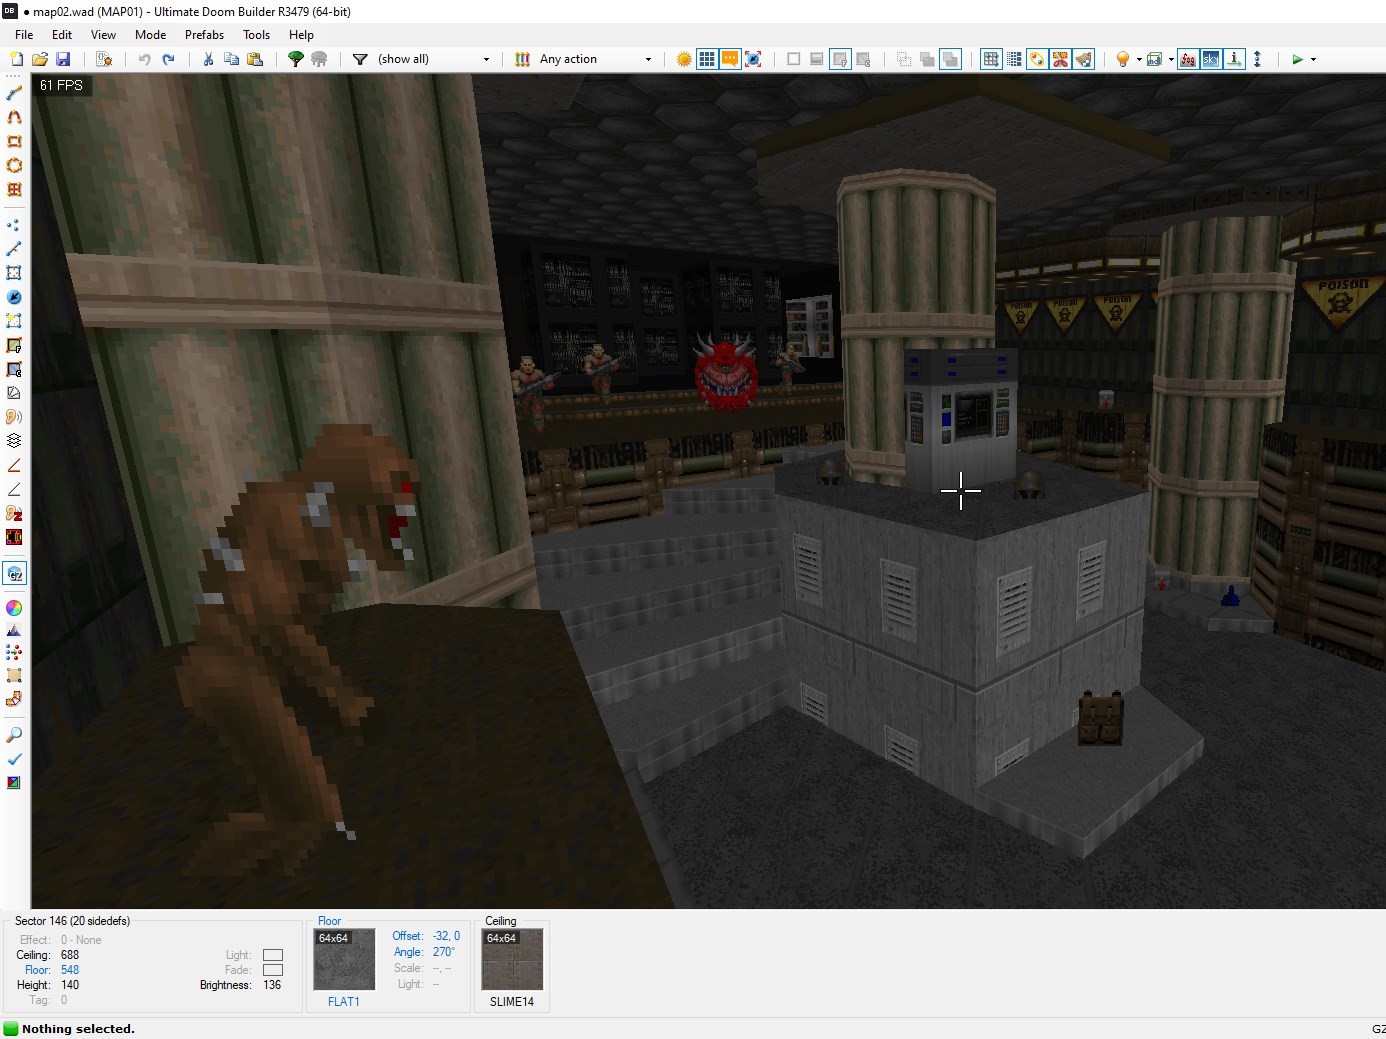 DB ● map02.wad (MAP01) - Ultimate Doom Builder R3479 (64-bit)
File Edit View Mode Prefabs Tools Help
(show all) Any action
61 FPS
POISON POISON POISON POISON
Sector 146 (20 sidedefs) Floor Ceiling
Effect: 0 - None
Ceiling: 688 Light:
Floor: 548 Fade:
Height: 140 Brightness: 136
Tag: 0
64x64
Offset: -32, 0
Angle: 270°
Scale: --, --
Light: --
FLAT1
64x64
SLIME14
Nothing selected. GZ